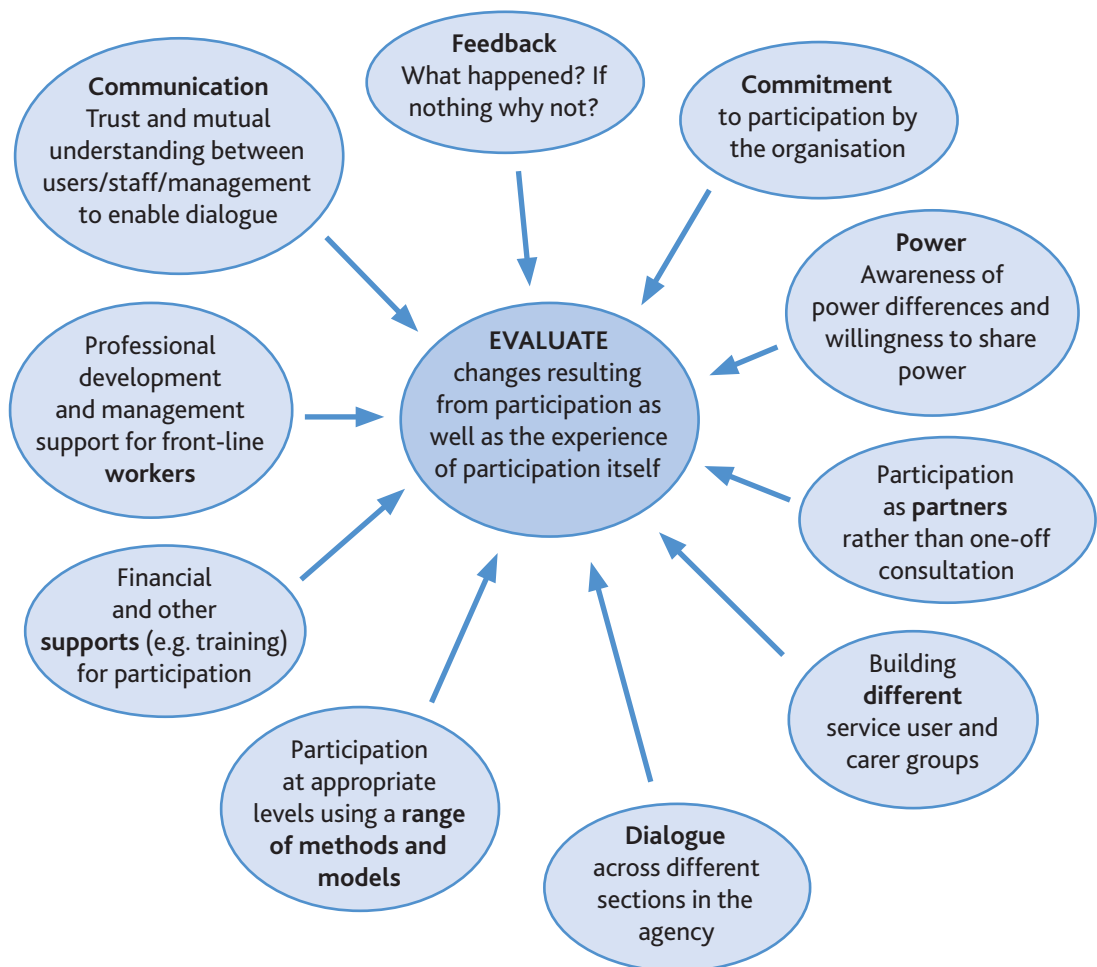 Feedback
What happened? If
nothing why not?
Commitment
to participation by
the organisation
Power
Awareness of
power differences and
willingness to share
power
Participation
as partners
rather than one-off
consultation
Building
different
service user and
carer groups
Dialogue
across different
sections in the
agency
Participation
at appropriate
levels using a range
of methods and
models
Financial
and other
supports (e.g. training)
for participation
Professional
development
and management
support for front-line
workers
Communication
Trust and mutual
understanding between
users/staff/management
to enable dialogue
EVALUATE
changes resulting
from participation as
well as the experience
of participation itself